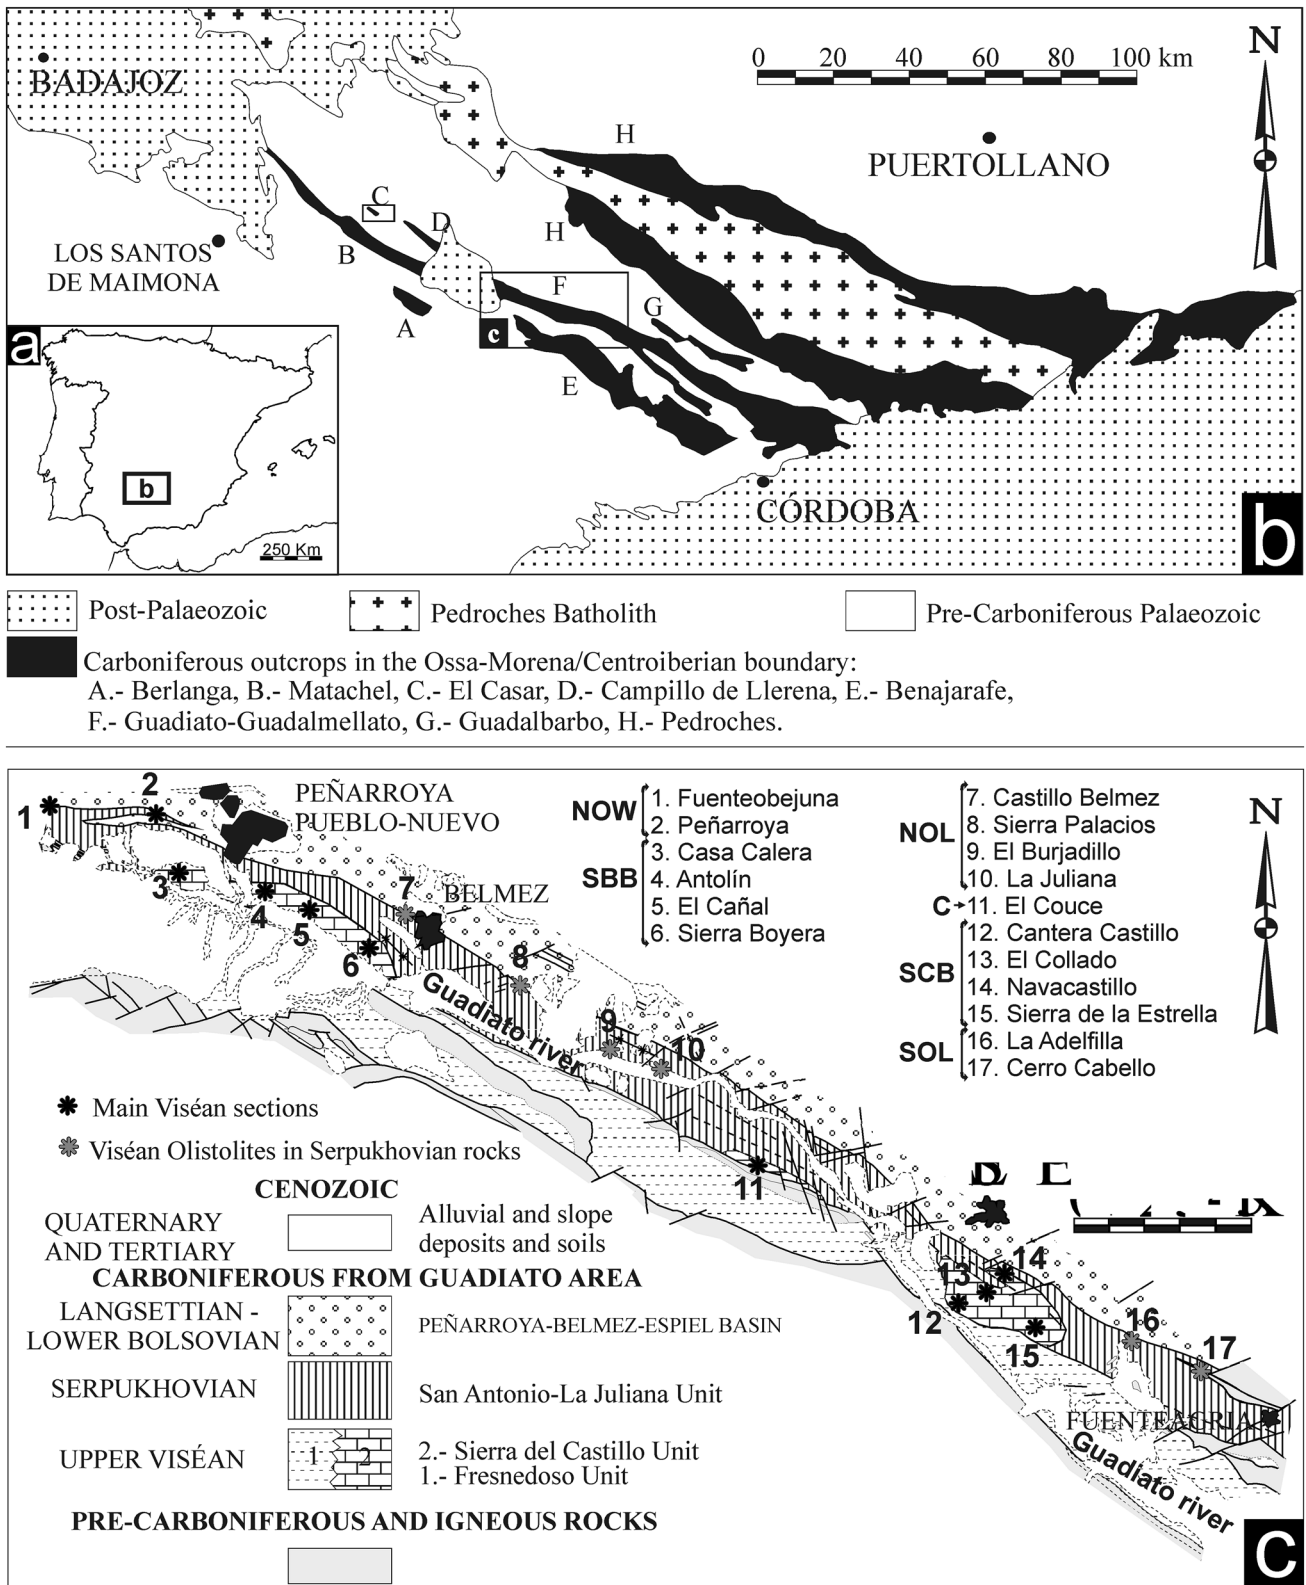 BADAJOZ
0 20 40 60 80 100 km
N
PUERTOLLANO
H
H
C
D
B
A
F
G
E
c
LOS SANTOS
DE MAIMONA
CÓRDOBA
a
b
250 Km
b
Post-Palaeozoic
Pedroches Batholith
Pre-Carboniferous Palaeozoic
Carboniferous outcrops in the Ossa-Morena/Centroiberian boundary:
A.- Berlanga, B.- Matachel, C.- El Casar, D.- Campillo de Llerena, E.- Benajarafe,
F.- Guadiato-Guadalmellato, G.- Guadalbarbo, H.- Pedroches.
1
2
PEÑARROYA
PUEBLO-NUEVO
3
4
5
6
7
BELMEZ
8
9
10
11
12
13
14
15
16
17
Guadiato river
FUENTEAGRIA
Guadiato river
NOW
1. Fuenteobejuna
2. Peñarroya
SBB
3. Casa Calera
4. Antolín
5. El Cañal
6. Sierra Boyera
NOL
7. Castillo Belmez
8. Sierra Palacios
9. El Burjadillo
10. La Juliana
C
11. El Couce
SCB
12. Cantera Castillo
13. El Collado
14. Navacastillo
15. Sierra de la Estrella
SOL
16. La Adelfilla
17. Cerro Cabello
N
Main Viséan sections
Viséan Olistolites in Serpukhovian rocks
CENOZOIC
QUATERNARY
AND TERTIARY
Alluvial and slope
deposits and soils
CARBONIFEROUS FROM GUADIATO AREA
LANGSETTIAN -
LOWER BOLSOVIAN
PEÑARROYA-BELMEZ-ESPIEL BASIN
SERPUKHOVIAN
San Antonio-La Juliana Unit
UPPER VISÉAN
1 2
2.- Sierra del Castillo Unit
1.- Fresnedoso Unit
PRE-CARBONIFEROUS AND IGNEOUS ROCKS
c